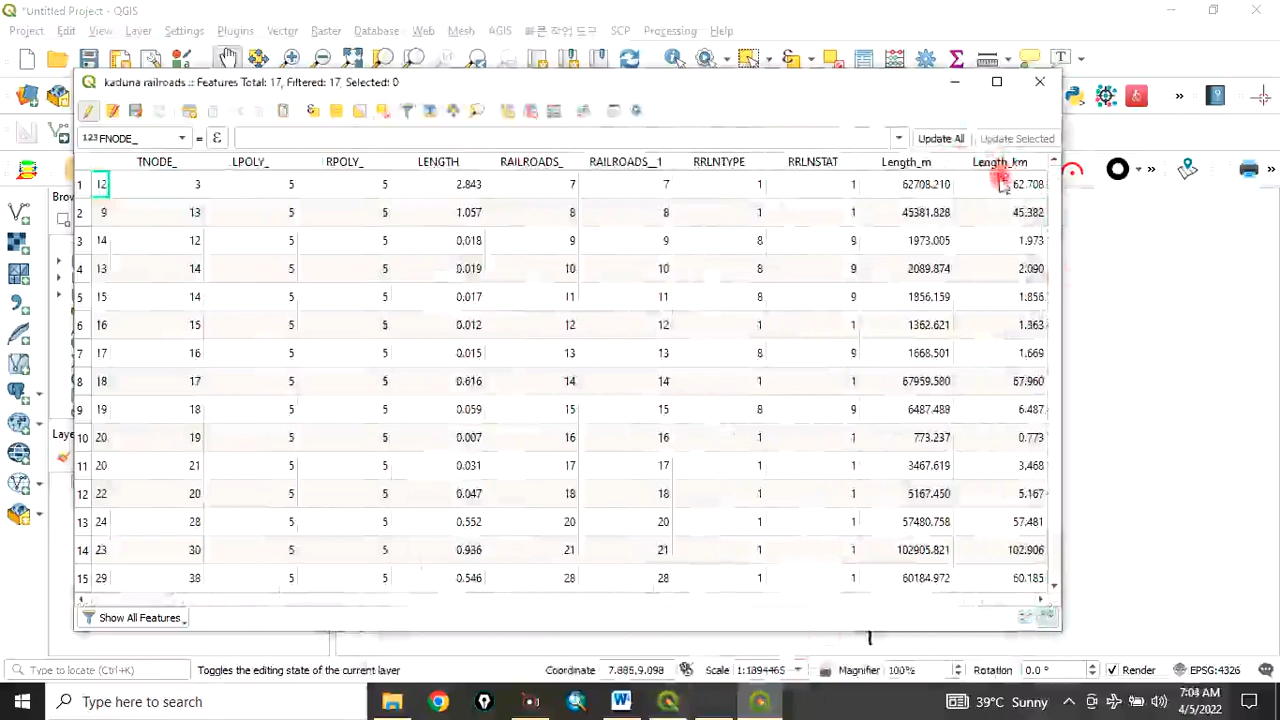 *Untitled Project - QGIS
Project Edit View Layer Settings Plugins Vector Raster Database Web Mesh AGIS 빠른 작업 도구 SCP Processing Help
kaduna railroads :: Features Total: 17, Filtered: 17, Selected: 0
123 FNODE_ = ε Update All Update Selected
TNODE_ LPOLY_ RPOLY_ LENGTH RAILROADS_ RAILROADS__1 RRLNTYPE RRLNSTAT Length_m Length_km
1 12 3 5 5 2.843 7 7 1 1 62708.210 62.708
2 9 13 5 5 1.057 8 8 1 1 45381.828 45.382
3 14 12 5 5 0.018 9 9 8 9 1973.005 1.973
4 13 14 5 5 0.019 10 10 8 9 2089.874 2.090
5 15 14 5 5 0.017 11 11 8 9 1856.159 1.856
6 16 15 5 5 0.012 12 12 1 1 1362.621 1.363
7 17 16 5 5 0.015 13 13 8 9 1668.501 1.669
8 18 17 5 5 0.616 14 14 1 1 67959.580 67.960
9 19 18 5 5 0.059 15 15 8 9 6487.488 6.487
10 20 19 5 5 0.007 16 16 1 1 773.237 0.773
11 20 21 5 5 0.031 17 17 1 1 3467.619 3.468
12 22 20 5 5 0.047 18 18 1 1 5167.450 5.167
13 24 28 5 5 0.552 20 20 1 1 57480.758 57.481
14 23 30 5 5 0.936 21 21 1 1 102905.821 102.906
15 29 38 5 5 0.546 28 28 1 1 60184.972 60.185
Brow
Laye
Show All Features
Type to locate (Ctrl+K) Toggles the editing state of the current layer Coordinate 7.885,9.098 Scale 1:1894465 Magnifier 100% Rotation 0.0 ° Render EPSG:4326
Type here to search 39°C Sunny 7:04 AM
4/5/2022